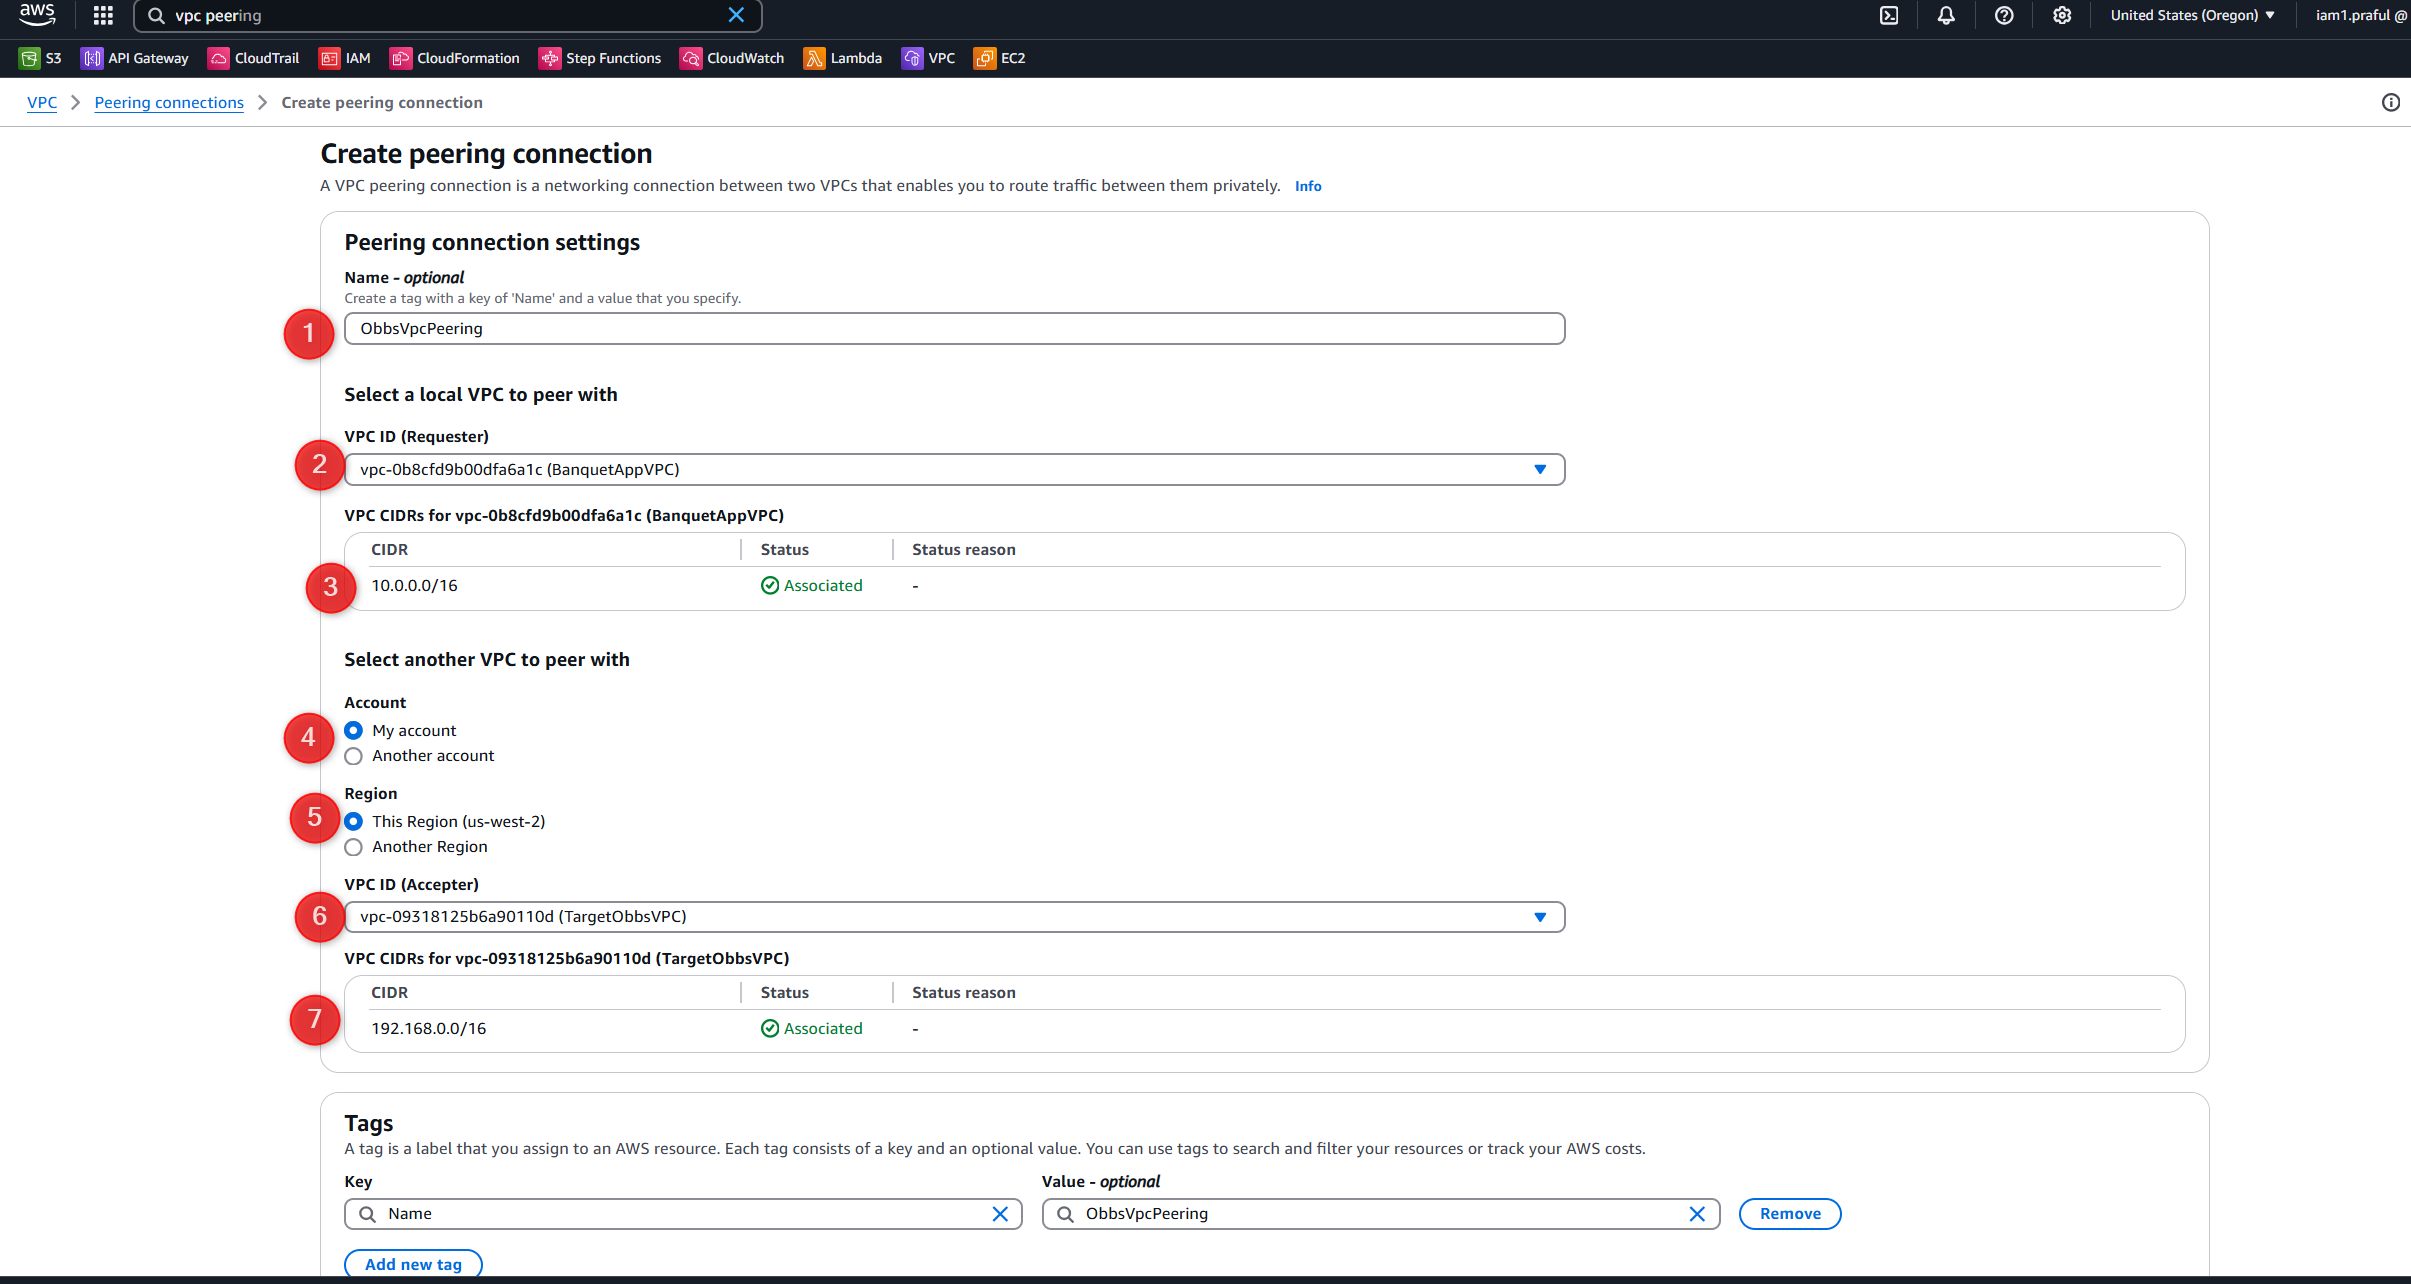 aws
vpc peering
United States (Oregon)
iam1.praful @
S3
API Gateway
CloudTrail
IAM
CloudFormation
Step Functions
CloudWatch
Lambda
VPC
EC2
VPC > Peering connections > Create peering connection
Create peering connection
A VPC peering connection is a networking connection between two VPCs that enables you to route traffic between them privately. Info
Peering connection settings
Name - optional
Create a tag with a key of 'Name' and a value that you specify.
1
ObbsVpcPeering
Select a local VPC to peer with
VPC ID (Requester)
2
vpc-0b8cfd9b00dfa6a1c (BanquetAppVPC)
VPC CIDRs for vpc-0b8cfd9b00dfa6a1c (BanquetAppVPC)
CIDR Status Status reason
3
10.0.0.0/16 Associated -
Select another VPC to peer with
Account
4
My account
Another account
Region
5
This Region (us-west-2)
Another Region
VPC ID (Accepter)
6
vpc-09318125b6a90110d (TargetObbsVPC)
VPC CIDRs for vpc-09318125b6a90110d (TargetObbsVPC)
CIDR Status Status reason
7
192.168.0.0/16 Associated -
Tags
A tag is a label that you assign to an AWS resource. Each tag consists of a key and an optional value. You can use tags to search and filter your resources or track your AWS costs.
Key Value - optional
Name ObbsVpcPeering Remove
Add new tag